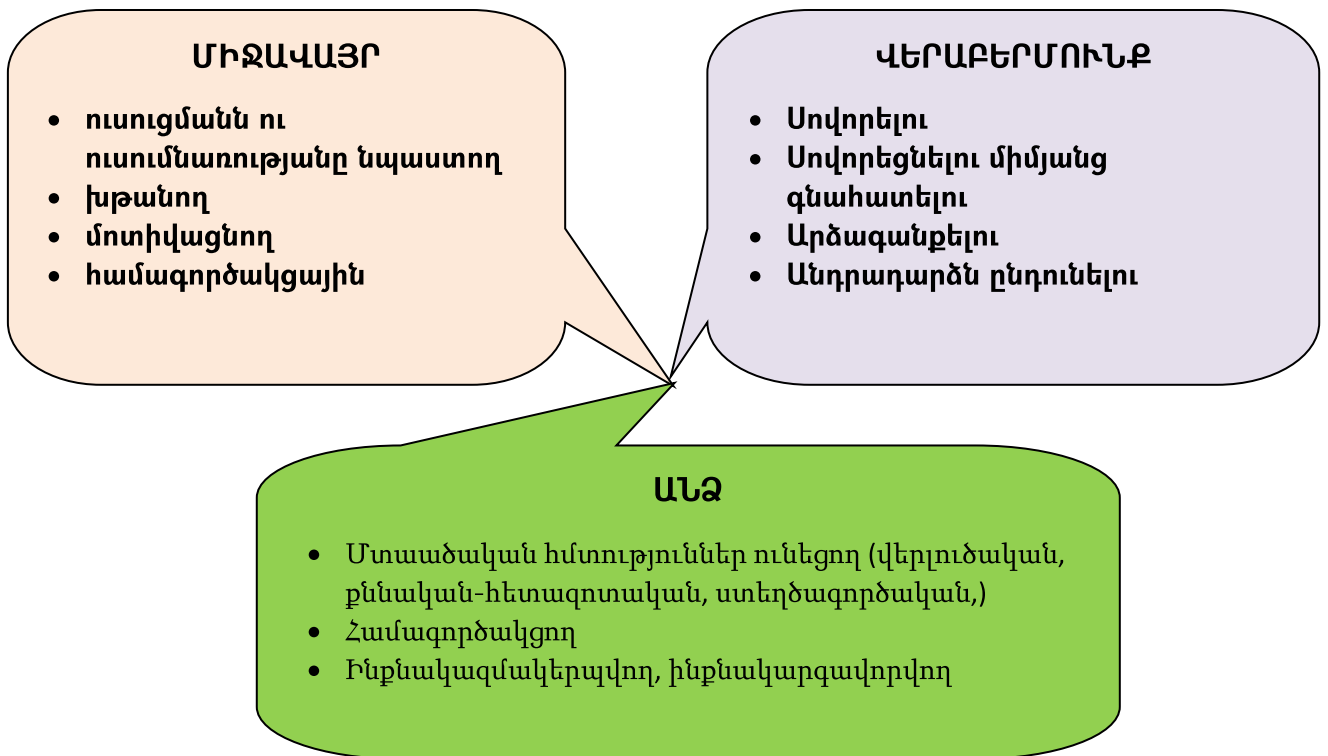 ՄԻՋԱՎԱՅՐ
• ուսուցմանն ու
ուսումնառությանը նպաստող
• խթանող
• մոտիվացնող
• համագործակցային
ՎԵՐԱԲԵՐՄՈՒՆՔ
• Սովորելու
• Սովորեցնելու միմյանց
գնահատելու
• Արձագանքելու
• Անդրադարձն ընդունելու
ԱՆՁ
• Մտաածական հմտություններ ունեցող (վերլուծական,
քննական-հետազոտական, ստեղծագործական,)
• Համագործակցող
• Ինքնակազմակերպվող, ինքնակարգավորվող